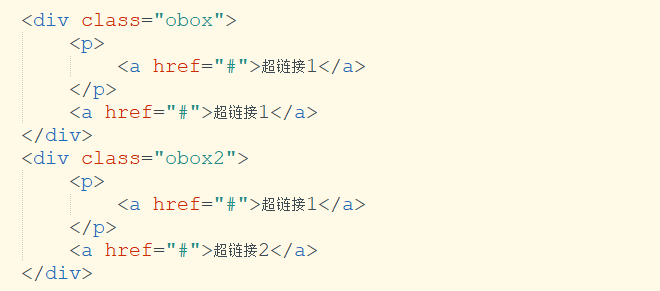 <div class="obox">
    <p>
        <a href="#">超链接1</a>
    </p>
    <a href="#">超链接1</a>
</div>
<div class="obox2">
    <p>
        <a href="#">超链接1</a>
    </p>
    <a href="#">超链接2</a>
</div>